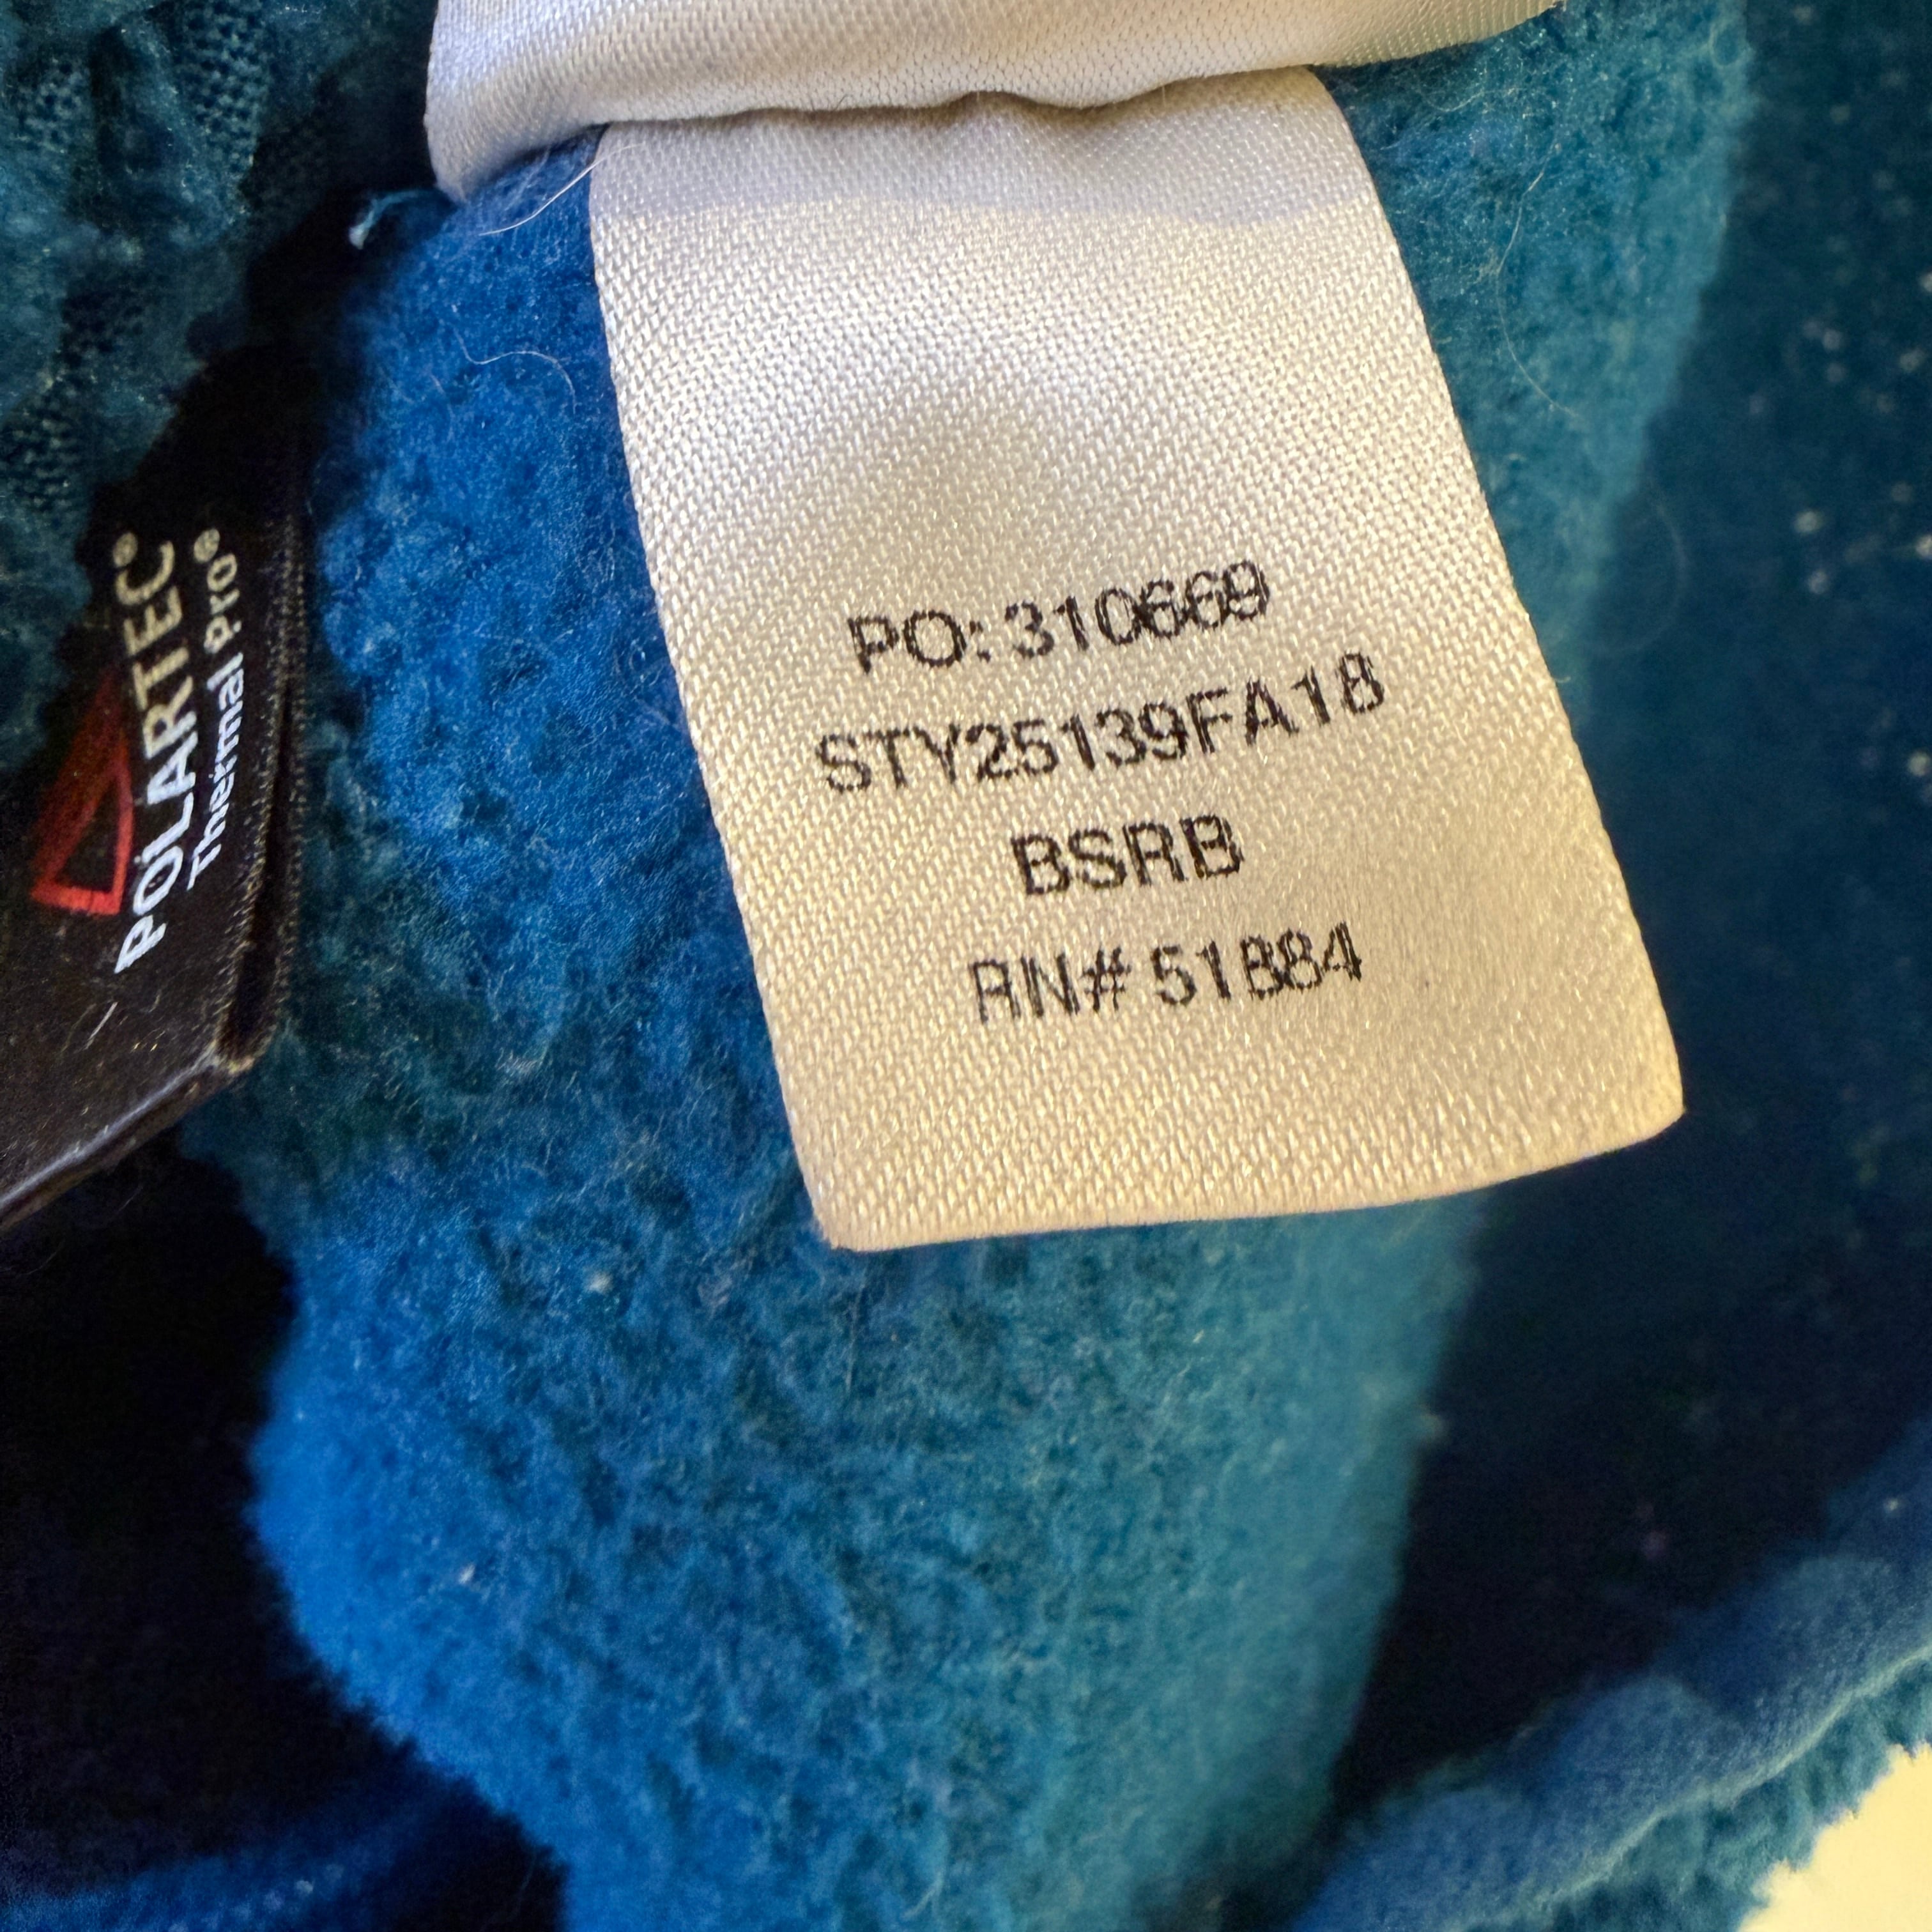 POLARTEC®
Thermal Pro®
PO: 310669
STY25139FA18
BSRB
RN# 51884